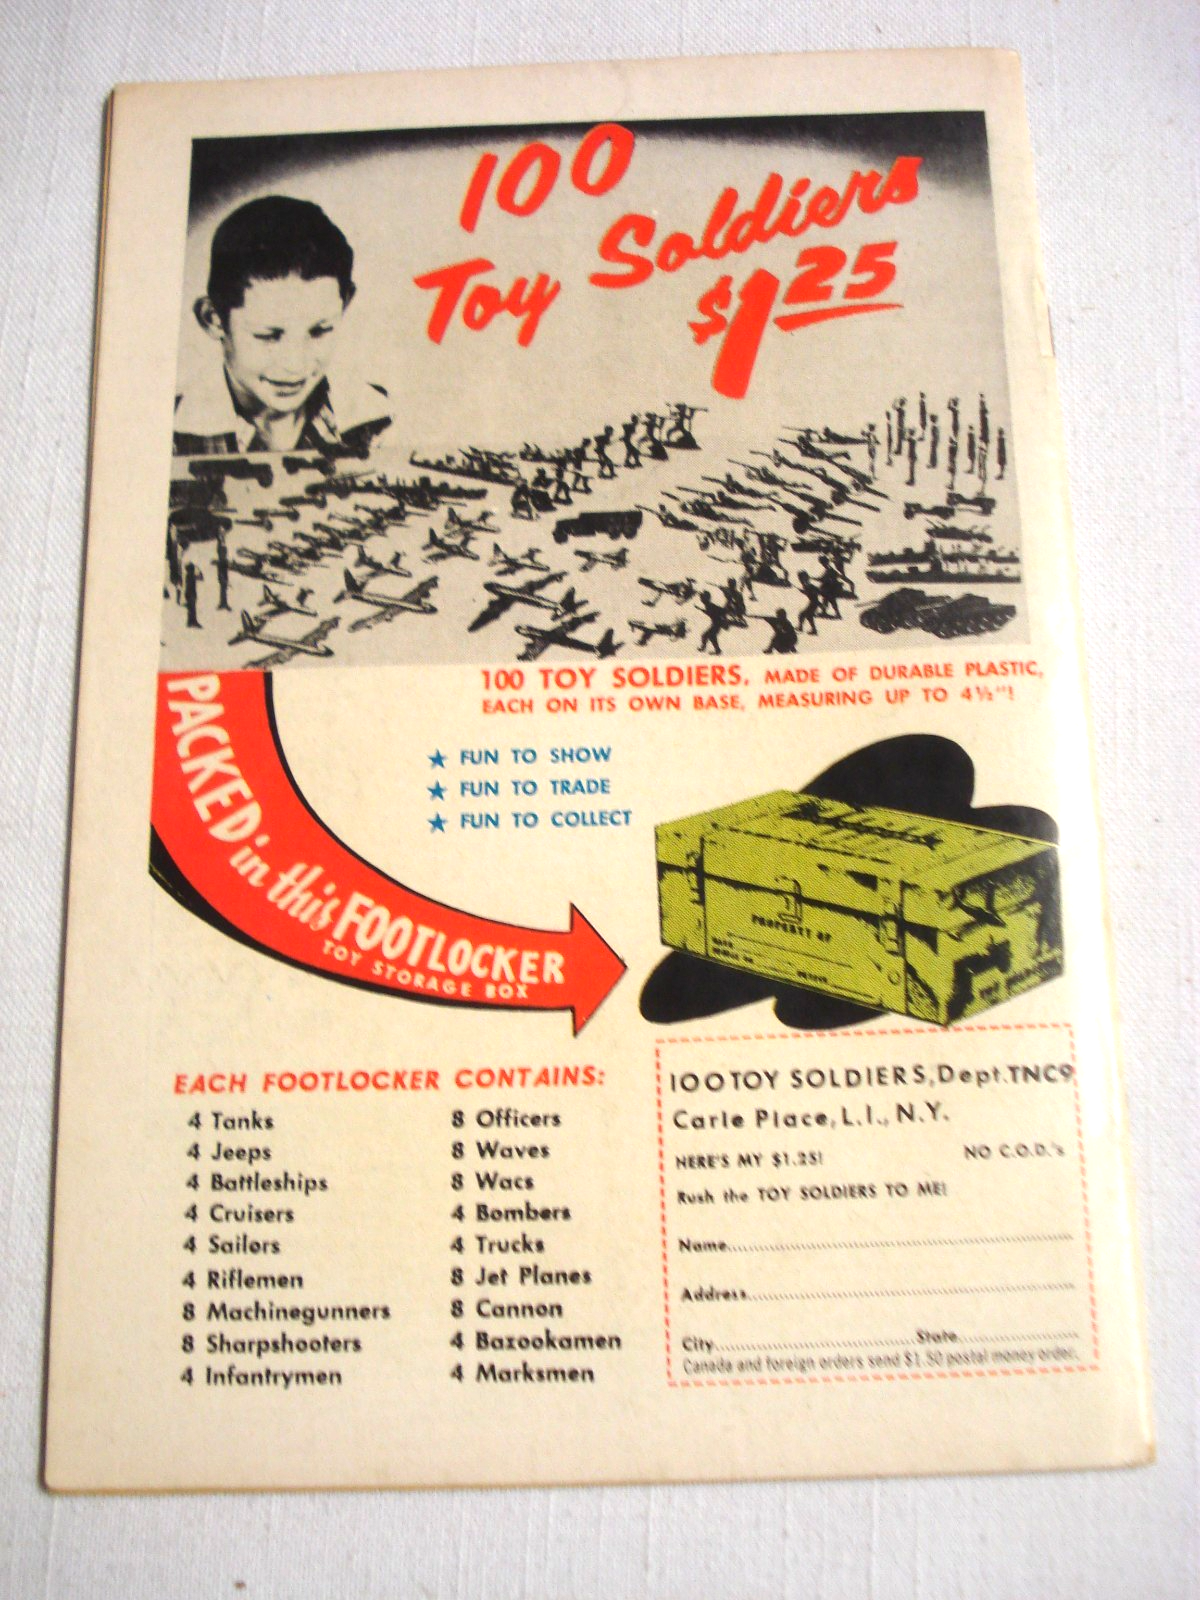 100
Toy Soldiers
$1.25
100 TOY SOLDIERS, MADE OF DURABLE PLASTIC,
EACH ON ITS OWN BASE, MEASURING UP TO 4½"!
PACKED in this FOOTLOCKER
TOY STORAGE BOX
★ FUN TO SHOW
★ FUN TO TRADE
★ FUN TO COLLECT
PROPERTY OF
EACH FOOTLOCKER CONTAINS:
4 Tanks
4 Jeeps
4 Battleships
4 Cruisers
4 Sailors
4 Riflemen
8 Machinegunners
8 Sharpshooters
4 Infantrymen
8 Officers
8 Waves
8 Wacs
4 Bombers
4 Trucks
8 Jet Planes
8 Cannon
4 Bazookamen
4 Marksmen
100 TOY SOLDIERS, Dept. TNC9
Carle Place, L.I., N.Y.
HERE'S MY $1.25! NO C.O.D.'s
Rush the TOY SOLDIERS TO ME!
Name
Address
City State
Canada and foreign orders send $1.50 postal money order.